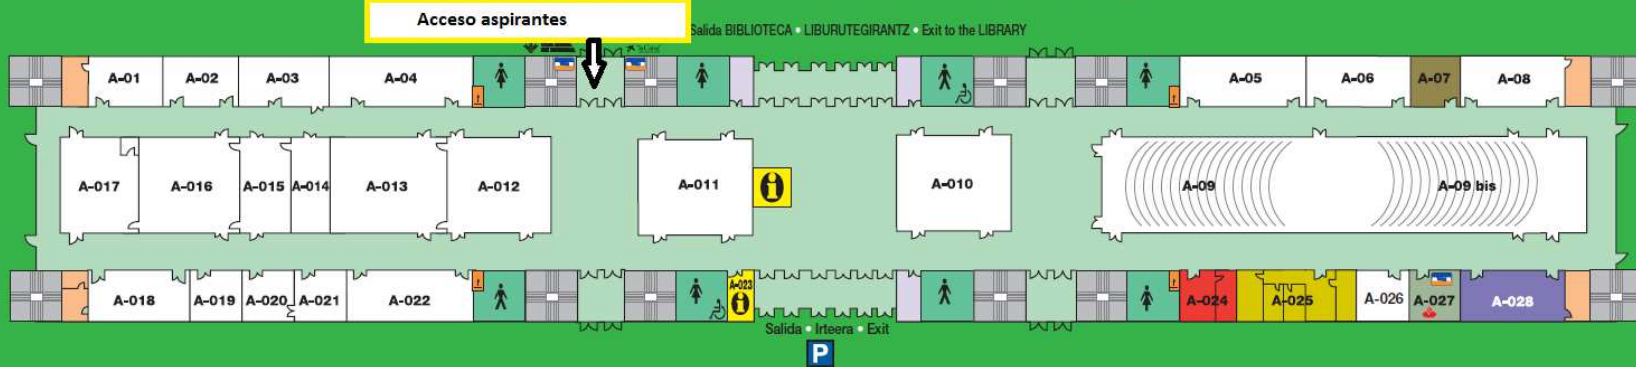 Acceso aspirantes
Salida BIBLIOTECA • LIBURUTEGIRANTZ • Exit to the LIBRARY
A-01
A-02
A-03
A-04
A-05
A-06
A-07
A-08
A-017
A-016
A-015
A-014
A-013
A-012
A-011
i
A-010
A-09
A-09 bis
A-018
A-019
A-020
A-021
A-022
A-023
i
A-024
A-025
A-026
A-027
A-028
Salida • Irteera • Exit
P